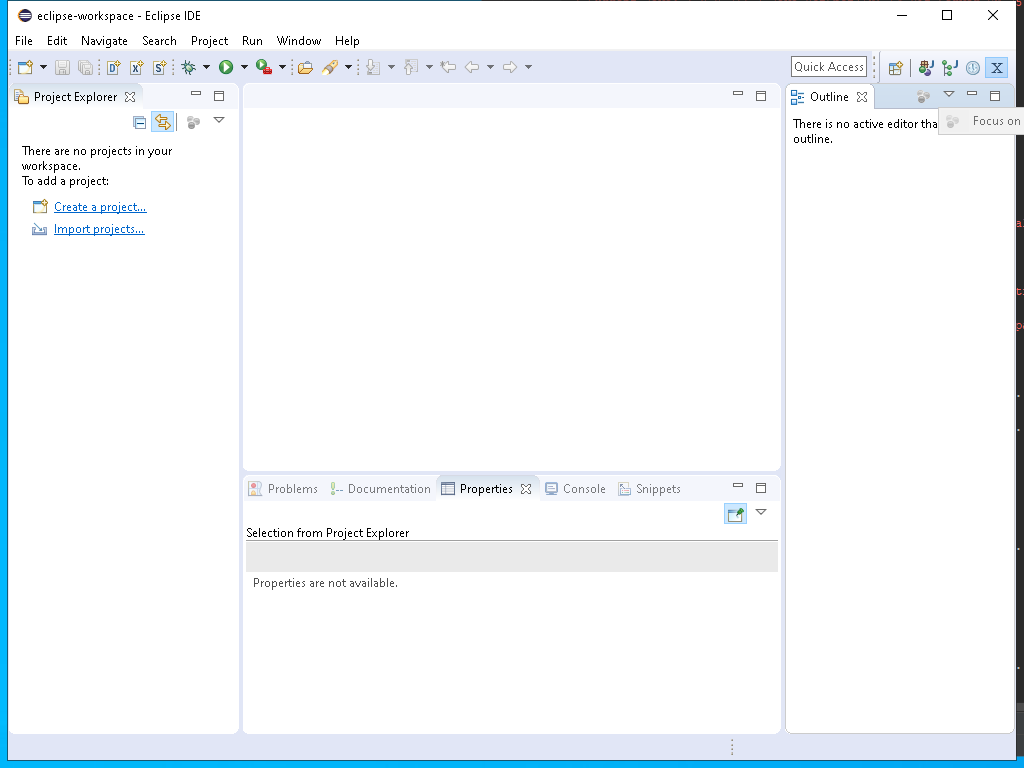 eclipse-workspace - Eclipse IDE
File Edit Navigate Search Project Run Window Help
Quick Access
Project Explorer
Outline
Focus on
There is no active editor tha
outline.
There are no projects in your
workspace.
To add a project:
Create a project...
Import projects...
Problems Documentation Properties Console Snippets
Selection from Project Explorer
Properties are not available.